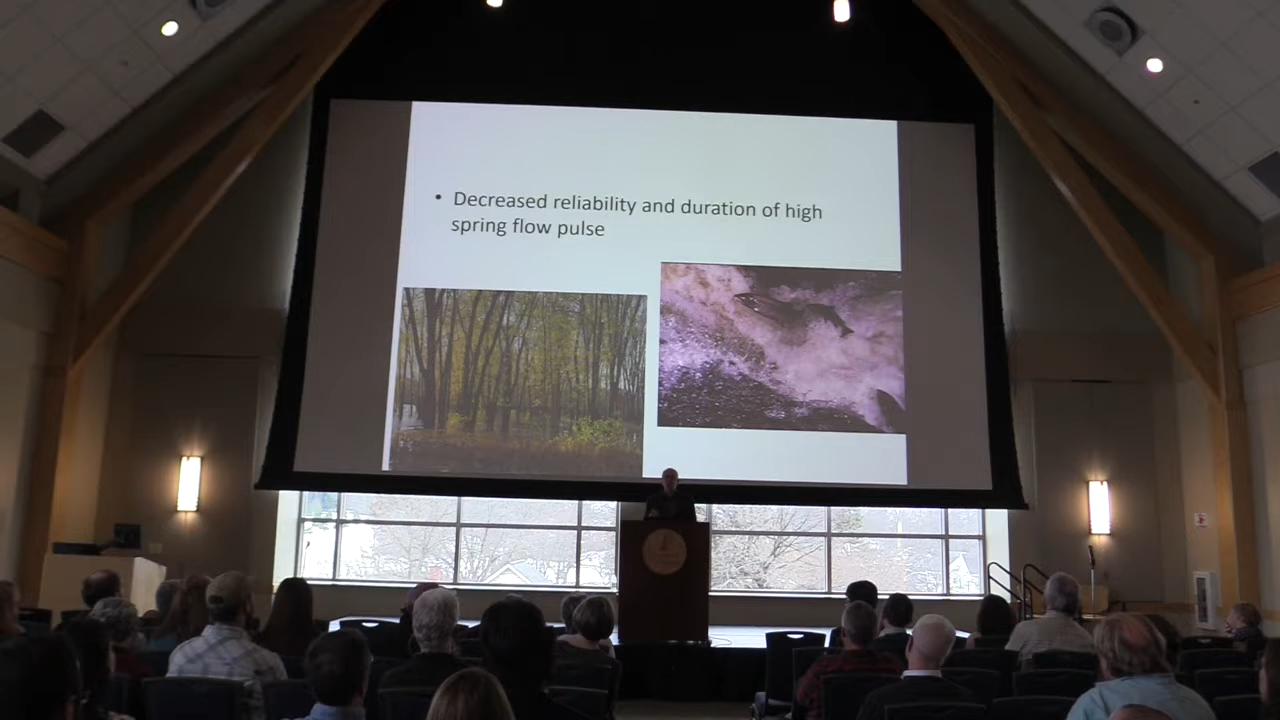 • Decreased reliability and duration of high
spring flow pulse